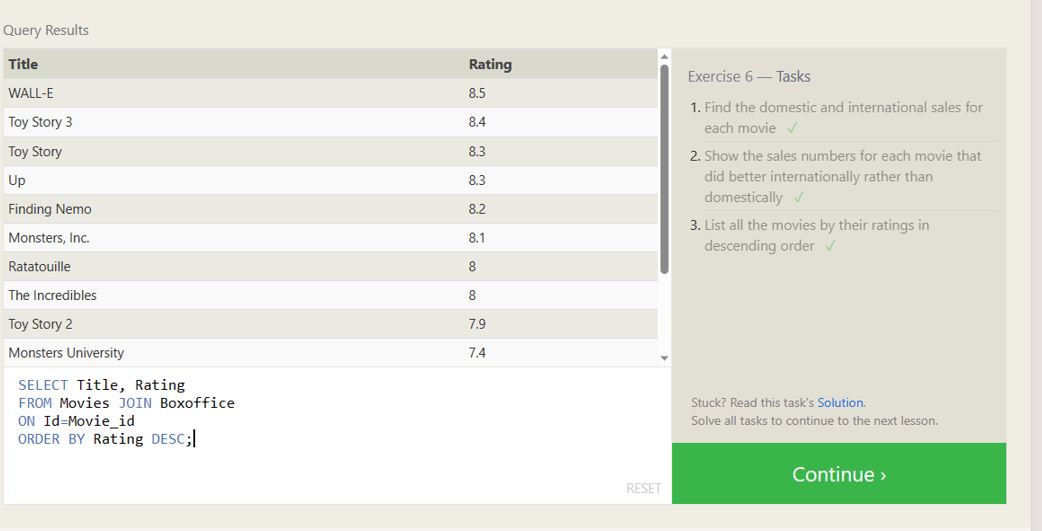 Query Results
Title Rating
WALL-E 8.5
Toy Story 3 8.4
Toy Story 8.3
Up 8.3
Finding Nemo 8.2
Monsters, Inc. 8.1
Ratatouille 8
The Incredibles 8
Toy Story 2 7.9
Monsters University 7.4
SELECT Title, Rating
FROM Movies JOIN Boxoffice
ON Id=Movie_id
ORDER BY Rating DESC;
RESET
Exercise 6 — Tasks
1. Find the domestic and international sales for
each movie ✓
2. Show the sales numbers for each movie that
did better internationally rather than
domestically ✓
3. List all the movies by their ratings in
descending order ✓
Stuck? Read this task's Solution.
Solve all tasks to continue to the next lesson.
Continue ›